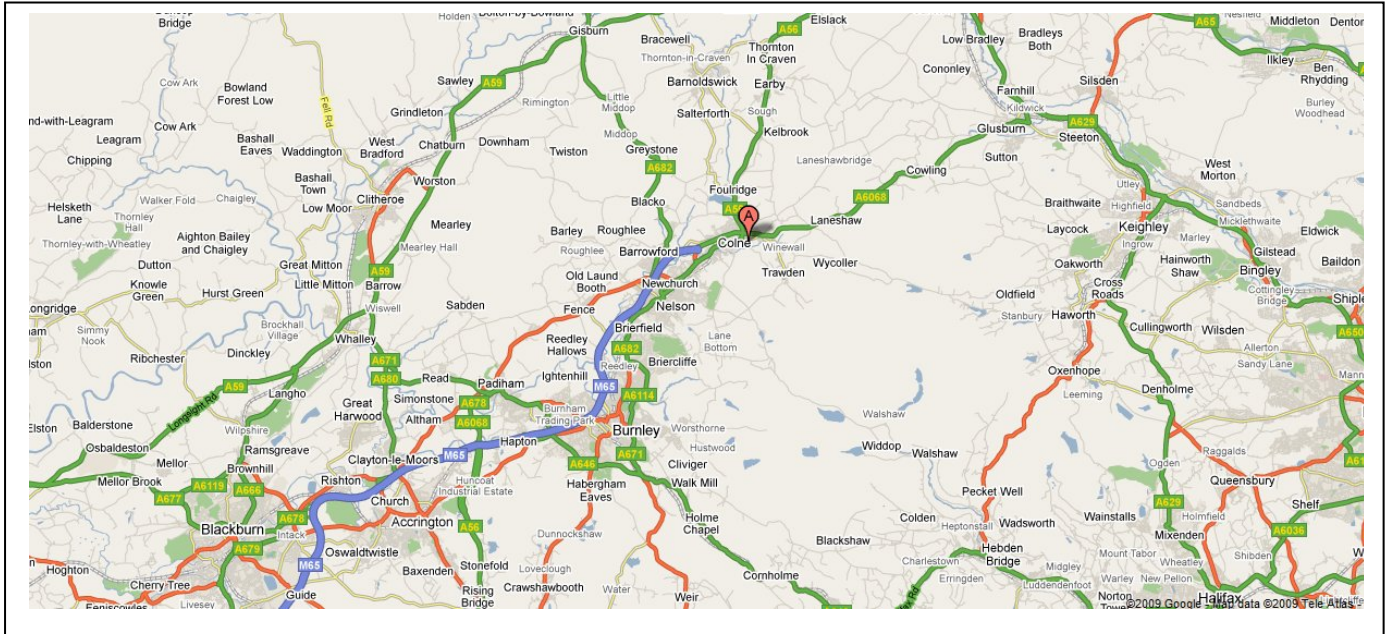 Bridge
Holden
Bolton-by-Bowland
Gisburn
Bracewell
Thornton-in-Craven
Barnoldswick
A56
Elslack
Thornton
In Craven
Earby
Low Bradley
Bradleys
Both
Cononley
A65
Middleton
Denton
Ilkley
Ben
Rhydding
Burley
Woodhead
Silsden
Farnhill
Kildwick
A629
Glusburn
Steeton
Sutton
Cow Ark
Bowland
Forest Low
Sawley
A59
Grindleton
Rimington
Little
Middop
Middop
Salterforth
Sough
Kelbrook
nd-with-Leagram
Leagram
Cow Ark
Bashall
Eaves
Waddington
Fell Rd
West
Bradford
Chatburn
Downham
Twiston
Greystone
A682
Laneshawbridge
Cowling
Chipping
Bashall
Town
Low Moor
Clitheroe
Worston
Foulridge
A6068
West
Morton
Utley
Helsketh
Lane
Walker Fold
Chaigley
Thornley
Hall
Thornley-with-Wheatley
Aighton Bailey
and Chaigley
Mearley
Mearley Hall
Blacko
Barley
Roughlee
Roughlee
Barrowford
A
Colne
Laneshaw
Winewall
Wycoller
Trawden
Braithwaite
Laycock
Highfield
Keighley
Ingrow
Sandbeds
Micklethwaite
Gilstead
Eldwick
Bingley
Baildon
Cottingley
Bridge
Dutton
Knowle
Green
Hurst Green
Great Mitton
Little Mitton
A59
Barrow
Wiswell
Sabden
Old Laund
Booth
Fence
Newchurch
Nelson
Oakworth
Hainworth
Shaw
Cross
Roads
Oldfield
Stanbury
Haworth
Cullingworth
Wilsden
A650
Longridge
Simmy
Nook
Ribchester
Brockhall
Village
Dinckley
Whalley
Brierfield
A682
Reedley
Hallows
Reedley
Briercliffe
Lane
Bottom
Oxenhope
Leeming
Allerton
Sandy Lane
Denholme
A59
Longsight Rd
Langho
A671
A680
Read
Simonstone
Padiham
Ightenhill
M65
A6114
Elston
Balderstone
Osbaldeston
Wilpshire
Great
Harwood
Altham
A678
A6068
Burnham
Trading Park
Burnley
Worsthorne
Hustwood
Walshaw
Widdop
Walshaw
Mellor
Mellor Brook
Ramsgreave
Brownhill
Clayton-le-Moors
M65
Hapton
A646
A671
Cliviger
Walk Mill
Ogden
Raggalds
Queensbury
A677
A6119
A666
Rishton
Church
Huncoat
Industrial Estate
Habergham
Eaves
Pecket Well
A629
Shelf
Blackburn
A678
Intack
A679
Accrington
Oswaldtwistle
A56
Dunnockshaw
Holme
Chapel
Colden
Heptonstall
Wadsworth
Wainstalls
Holmfield
Mixenden
A6036
Hoghton
Cherry Tree
Feniscowles
Livesey
M65
Guide
Baxenden
Stonefold
Rising
Bridge
Loveclough
Crawshawbooth
Water
Weir
Cornholme
Blackshaw
Charlestown
Hebden
Bridge
Erringden
Midgley
Luddendenfoot
Mount Tabor
Wheatley
Warley
New Pellon
Norton
Shibden
Halifax
©2009 Google - Map data ©2009 Tele Atlas -